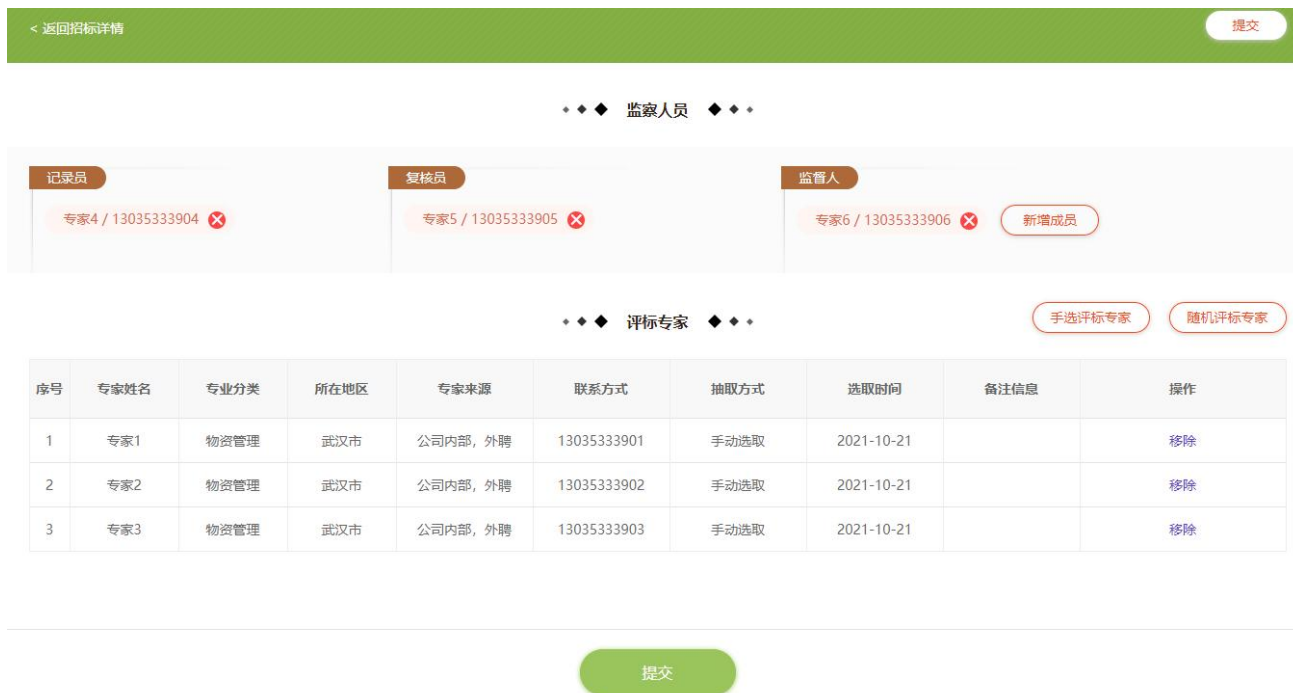 < 返回招标详情 提交
监察人员
记录员 复核员 监督人
专家4 / 13035333904 专家5 / 13035333905 专家6 / 13035333906 新增成员
评标专家 手选评标专家 随机评标专家
序号 专家姓名 专业分类 所在地区 专家来源 联系方式 抽取方式 选取时间 备注信息 操作
1 专家1 物资管理 武汉市 公司内部，外聘 13035333901 手动选取 2021-10-21 移除
2 专家2 物资管理 武汉市 公司内部，外聘 13035333902 手动选取 2021-10-21 移除
3 专家3 物资管理 武汉市 公司内部，外聘 13035333903 手动选取 2021-10-21 移除
提交